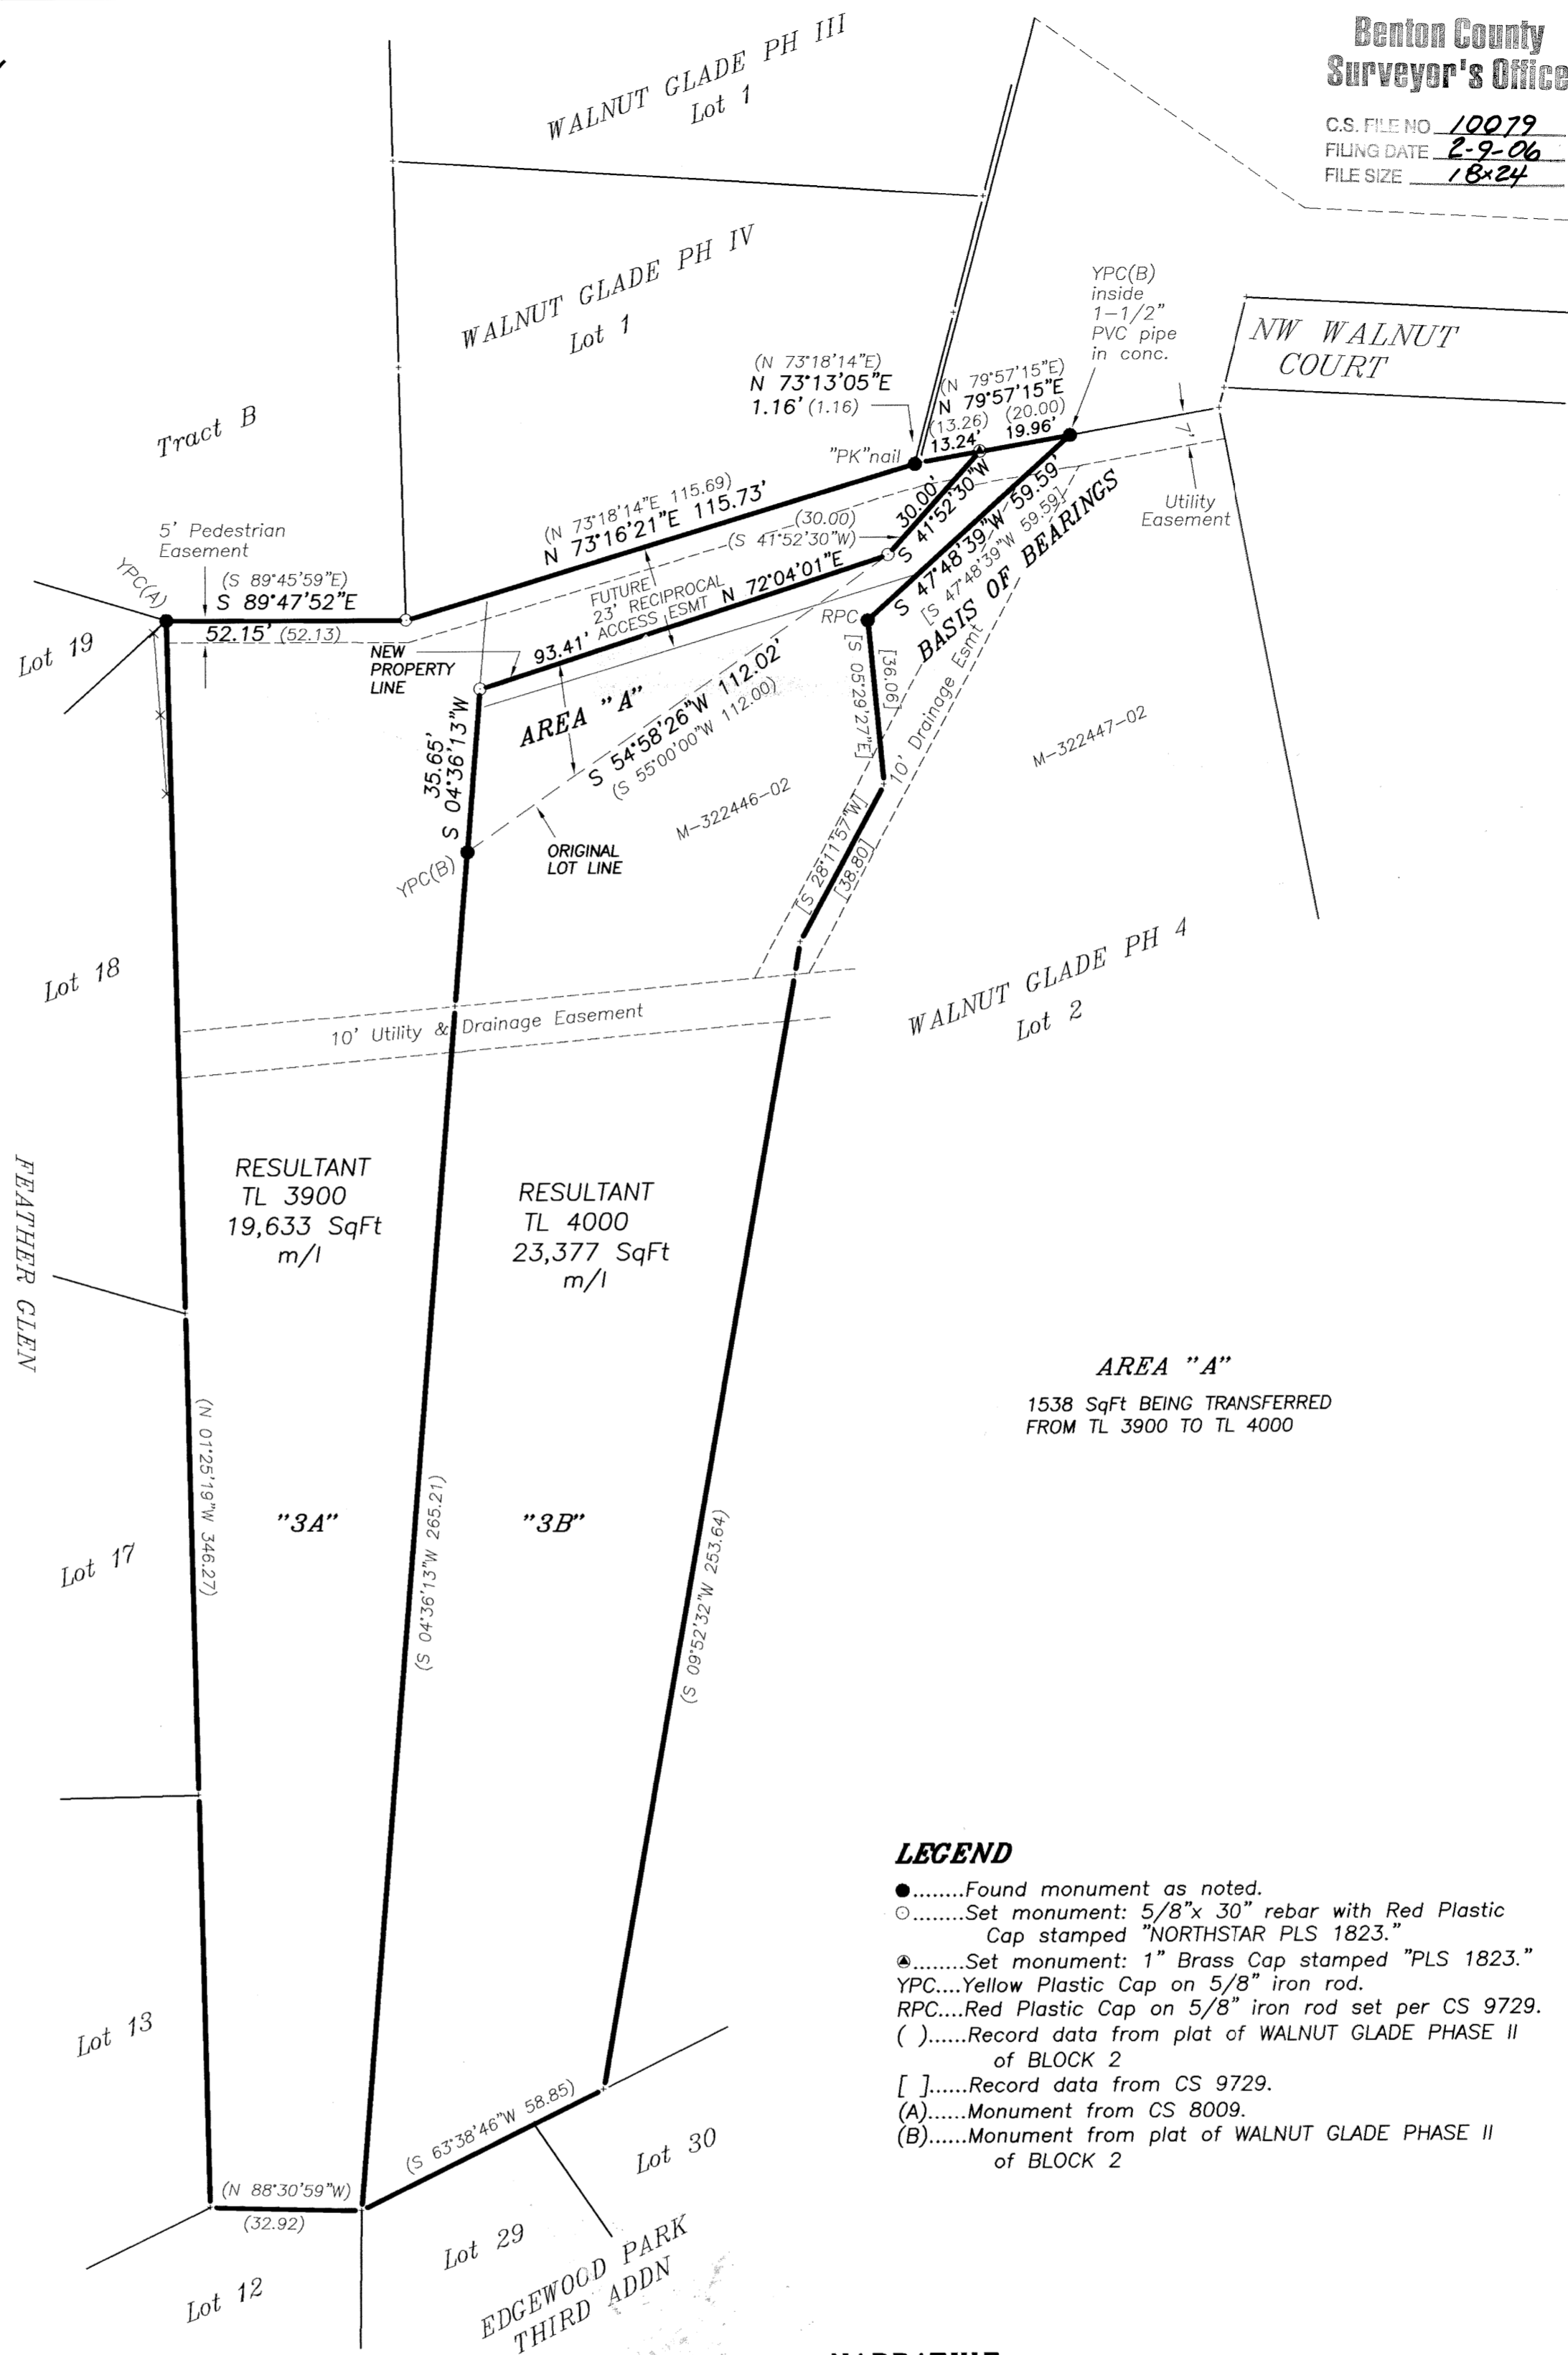 Benton County
Surveyor's Office
C.S. FILE NO 10079
FILING DATE 2-9-06
FILE SIZE 18x24
WALNUT GLADE PH III
Lot 1
WALNUT GLADE PH IV
Lot 1
YPC(B)
inside
1-1/2"
PVC pipe
in conc.
NW WALNUT
COURT
Tract B
(N 73°18'14"E)
N 73°13'05"E
1.16' (1.16)
(N 79°57'15"E)
N 79°57'15"E
(13.26) (20.00)
13.24' 19.96'
"PK"nail
7'
Utility
Easement
(N 73°18'14"E 115.69)
N 73°16'21"E 115.73'
5' Pedestrian
Easement
YPC(A)
(S 89°45'59"E)
S 89°47'52"E
52.15' (52.13)
Lot 19
30.00'
S 41°52'30"W
(30.00)
(S 41°52'30"W)
S 47°48'39"W 59.59'
[S 47°48'39"W 59.59]
BASIS OF BEARINGS
FUTURE
23' RECIPROCAL
ACCESS ESMT
93.41'
N 72°04'01"E
NEW
PROPERTY
LINE
RPC
[S 05°29'27"E]
[36.06]
10' Drainage Esmt
AREA "A"
S 54°58'26"W 112.02'
(S 55°00'00"W 112.00)
35.65'
S 04°36'13"W
M-322446-02
M-322447-02
YPC(B)
ORIGINAL
LOT LINE
[S 28°11'57"W]
[38.80]
Lot 18
10' Utility & Drainage Easement
WALNUT GLADE PH 4
Lot 2
FEATHER GLEN
RESULTANT
TL 3900
19,633 SqFt
m/l
RESULTANT
TL 4000
23,377 SqFt
m/l
AREA "A"
1538 SqFt BEING TRANSFERRED
FROM TL 3900 TO TL 4000
(N 01°25'19"W 346.27)
"3A"
(S 04°36'13"W 265.21)
"3B"
(S 09°52'32"W 253.64)
Lot 17
LEGEND
●........Found monument as noted.
⊙........Set monument: 5/8"x 30" rebar with Red Plastic
Cap stamped "NORTHSTAR PLS 1823."
........Set monument: 1" Brass Cap stamped "PLS 1823."
YPC....Yellow Plastic Cap on 5/8" iron rod.
RPC....Red Plastic Cap on 5/8" iron rod set per CS 9729.
( )......Record data from plat of WALNUT GLADE PHASE II
of BLOCK 2
[ ]......Record data from CS 9729.
(A)......Monument from CS 8009.
(B)......Monument from plat of WALNUT GLADE PHASE II
of BLOCK 2
Lot 13
(S 63°38'46"W 58.85)
Lot 30
(N 88°30'59"W)
(32.92)
Lot 29
EDGEWOOD PARK
THIRD ADDN
Lot 12